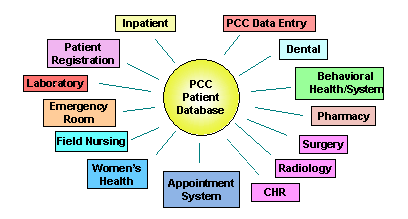 Inpatient
PCC Data Entry
Patient
Registration
Dental
Laboratory
PCC
Patient
Database
Behavioral
Health/System
Emergency
Room
Pharmacy
Field Nursing
Surgery
Women's
Health
Appointment
System
Radiology
CHR